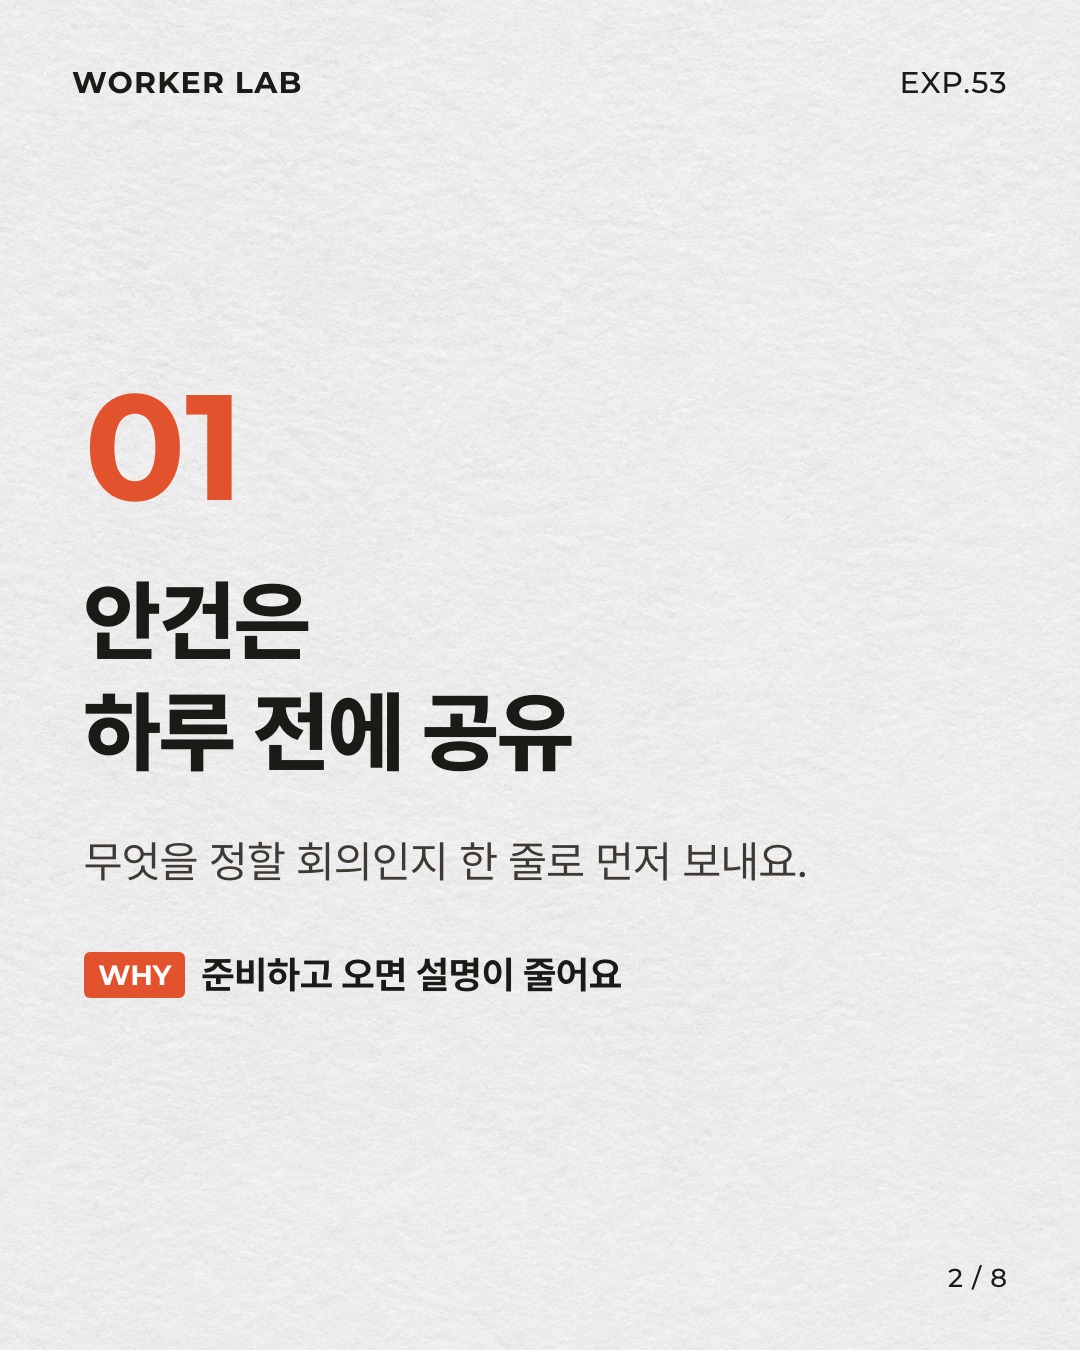 WORKER LAB
EXP.53
01
안건은
하루 전에 공유
무엇을 정할 회의인지 한 줄로 먼저 보내요.
WHY 준비하고 오면 설명이 줄어요
2 / 8